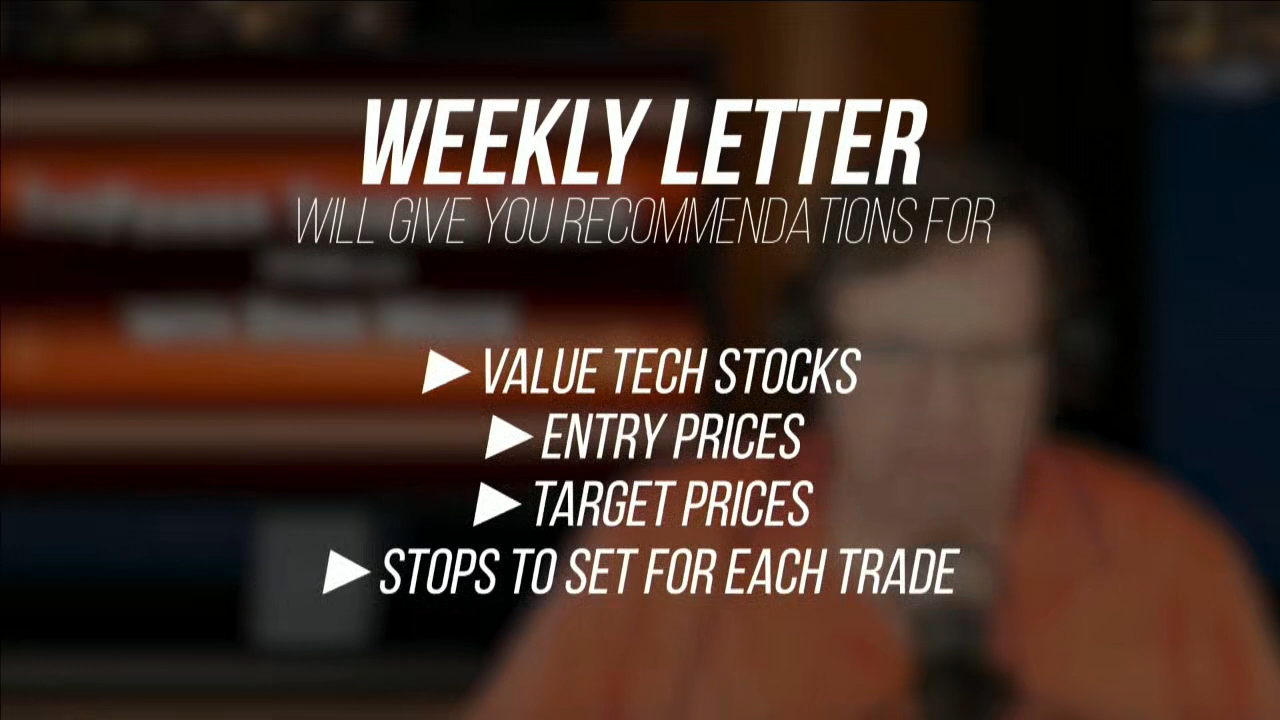 WEEKLY LETTER
WILL GIVE YOU RECOMMENDATIONS FOR
▶ VALUE TECH STOCKS
▶ ENTRY PRICES
▶ TARGET PRICES
▶ STOPS TO SET FOR EACH TRADE